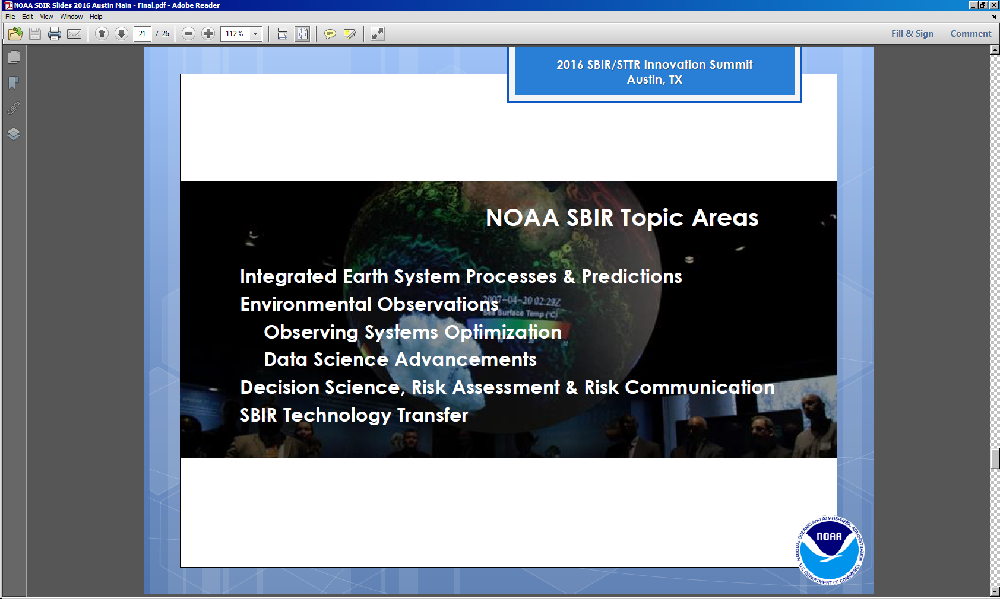 NOAA SBIR Slides 2016 Austin Main - Final.pdf - Adobe Reader
File Edit View Window Help
21 / 26 112% Fill & Sign Comment
2016 SBIR/STTR Innovation Summit
Austin, TX
NOAA SBIR Topic Areas
Integrated Earth System Processes & Predictions
Environmental Observations
2007-04-30 02:29Z
Sea Surface Temp (°C)
Observing Systems Optimization
Data Science Advancements
Decision Science, Risk Assessment & Risk Communication
SBIR Technology Transfer
NATIONAL OCEANIC AND ATMOSPHERIC ADMINISTRATION
NOAA
U.S. DEPARTMENT OF COMMERCE